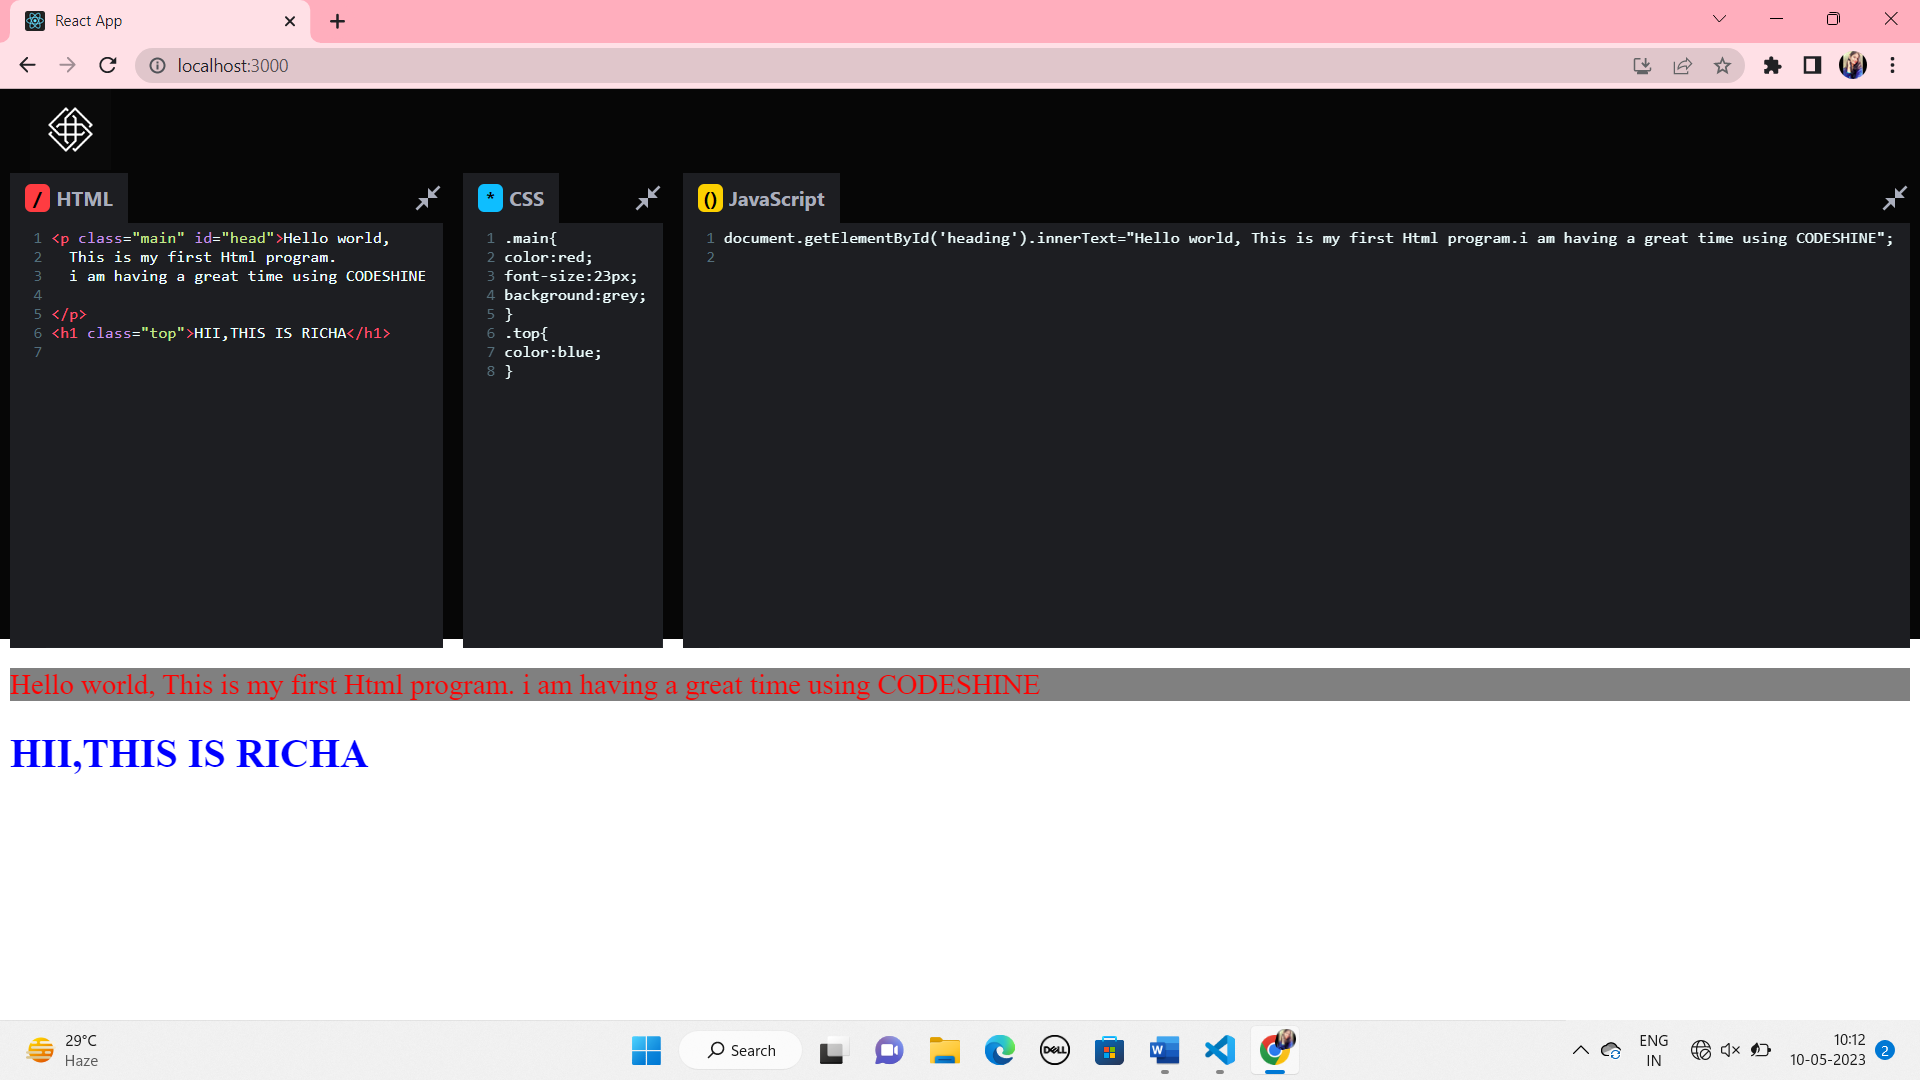 React App
localhost:3000
/ HTML
* CSS
() JavaScript
1 <p class="main" id="head">Hello world,
2 This is my first Html program.
3 i am having a great time using CODESHINE
4
5 </p>
6 <h1 class="top">HII,THIS IS RICHA</h1>
7
1 .main{
2 color:red;
3 font-size:23px;
4 background:grey;
5 }
6 .top{
7 color:blue;
8 }
1 document.getElementById('heading').innerText="Hello world, This is my first Html program.i am having a great time using CODESHINE";
2
Hello world, This is my first Html program. i am having a great time using CODESHINE
HII,THIS IS RICHA
29°C
Haze
Search
DELL
W
ENG
IN
10:12
10-05-2023
2